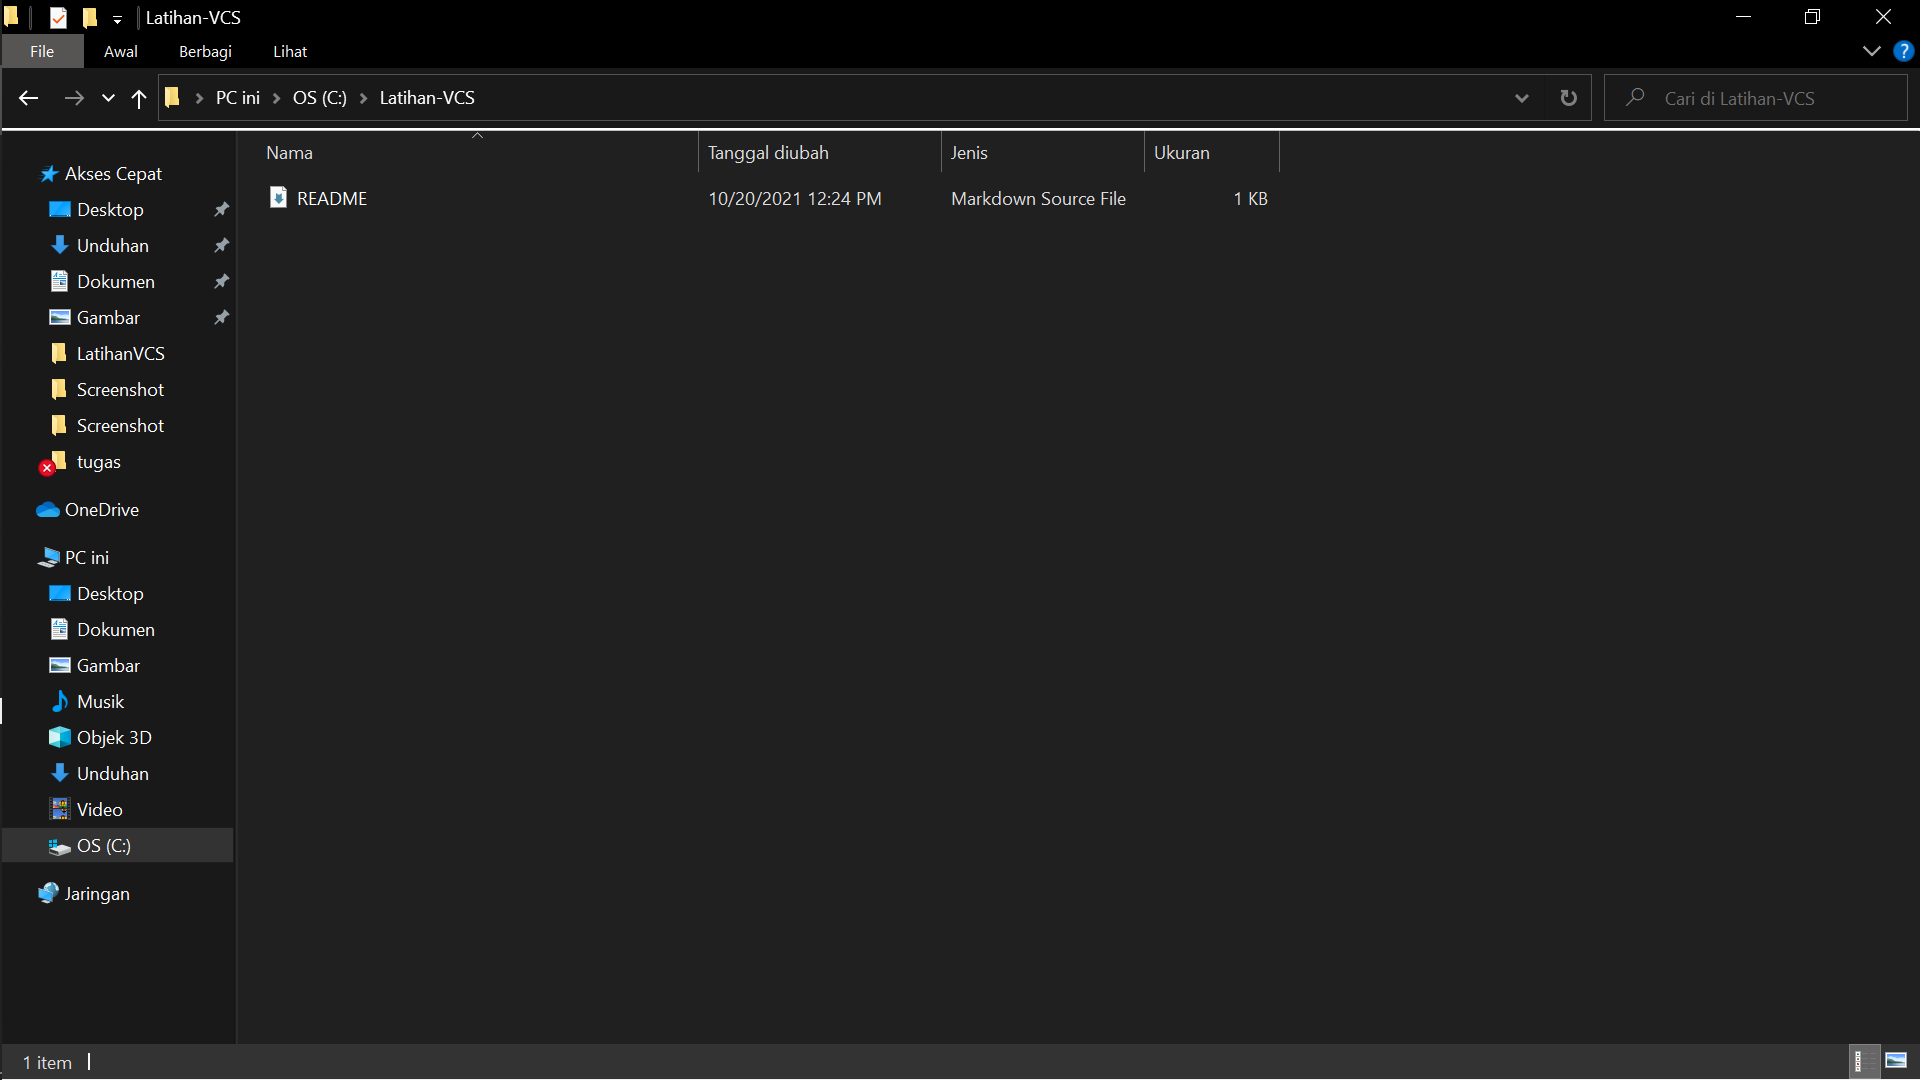 Latihan-VCS
File Awal Berbagi Lihat
PC ini OS (C:) Latihan-VCS Cari di Latihan-VCS
Nama Tanggal diubah Jenis Ukuran
README 10/20/2021 12:24 PM Markdown Source File 1 KB
Akses Cepat
Desktop
Unduhan
Dokumen
Gambar
LatihanVCS
Screenshot
Screenshot
tugas
OneDrive
PC ini
Desktop
Dokumen
Gambar
Musik
Objek 3D
Unduhan
Video
OS (C:)
Jaringan
1 item